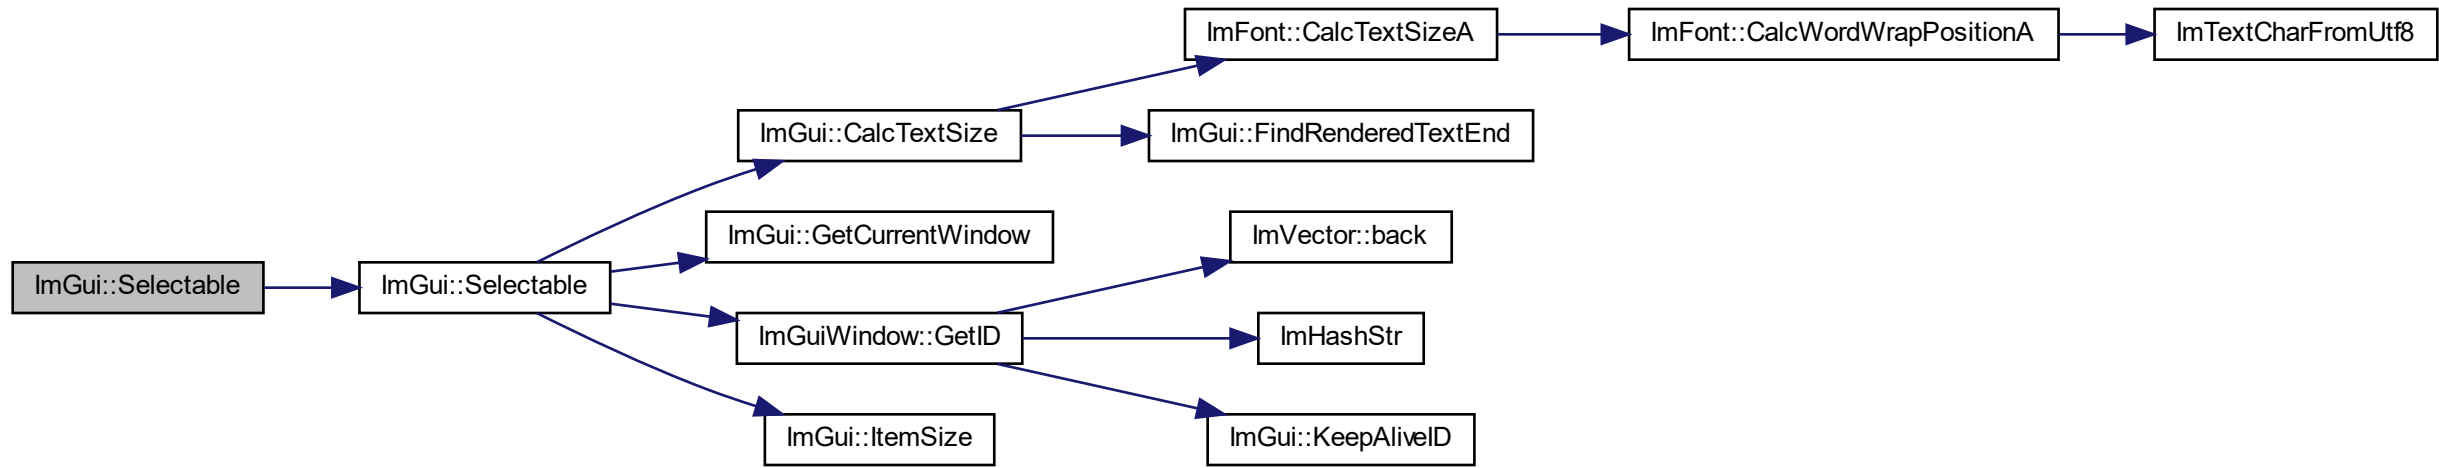 ImFont::CalcTextSizeA
ImFont::CalcWordWrapPositionA
ImTextCharFromUtf8
ImGui::CalcTextSize
ImGui::FindRenderedTextEnd
ImGui::GetCurrentWindow
ImVector::back
ImGui::Selectable
ImGui::Selectable
ImGuiWindow::GetID
ImHashStr
ImGui::ItemSize
ImGui::KeepAliveID